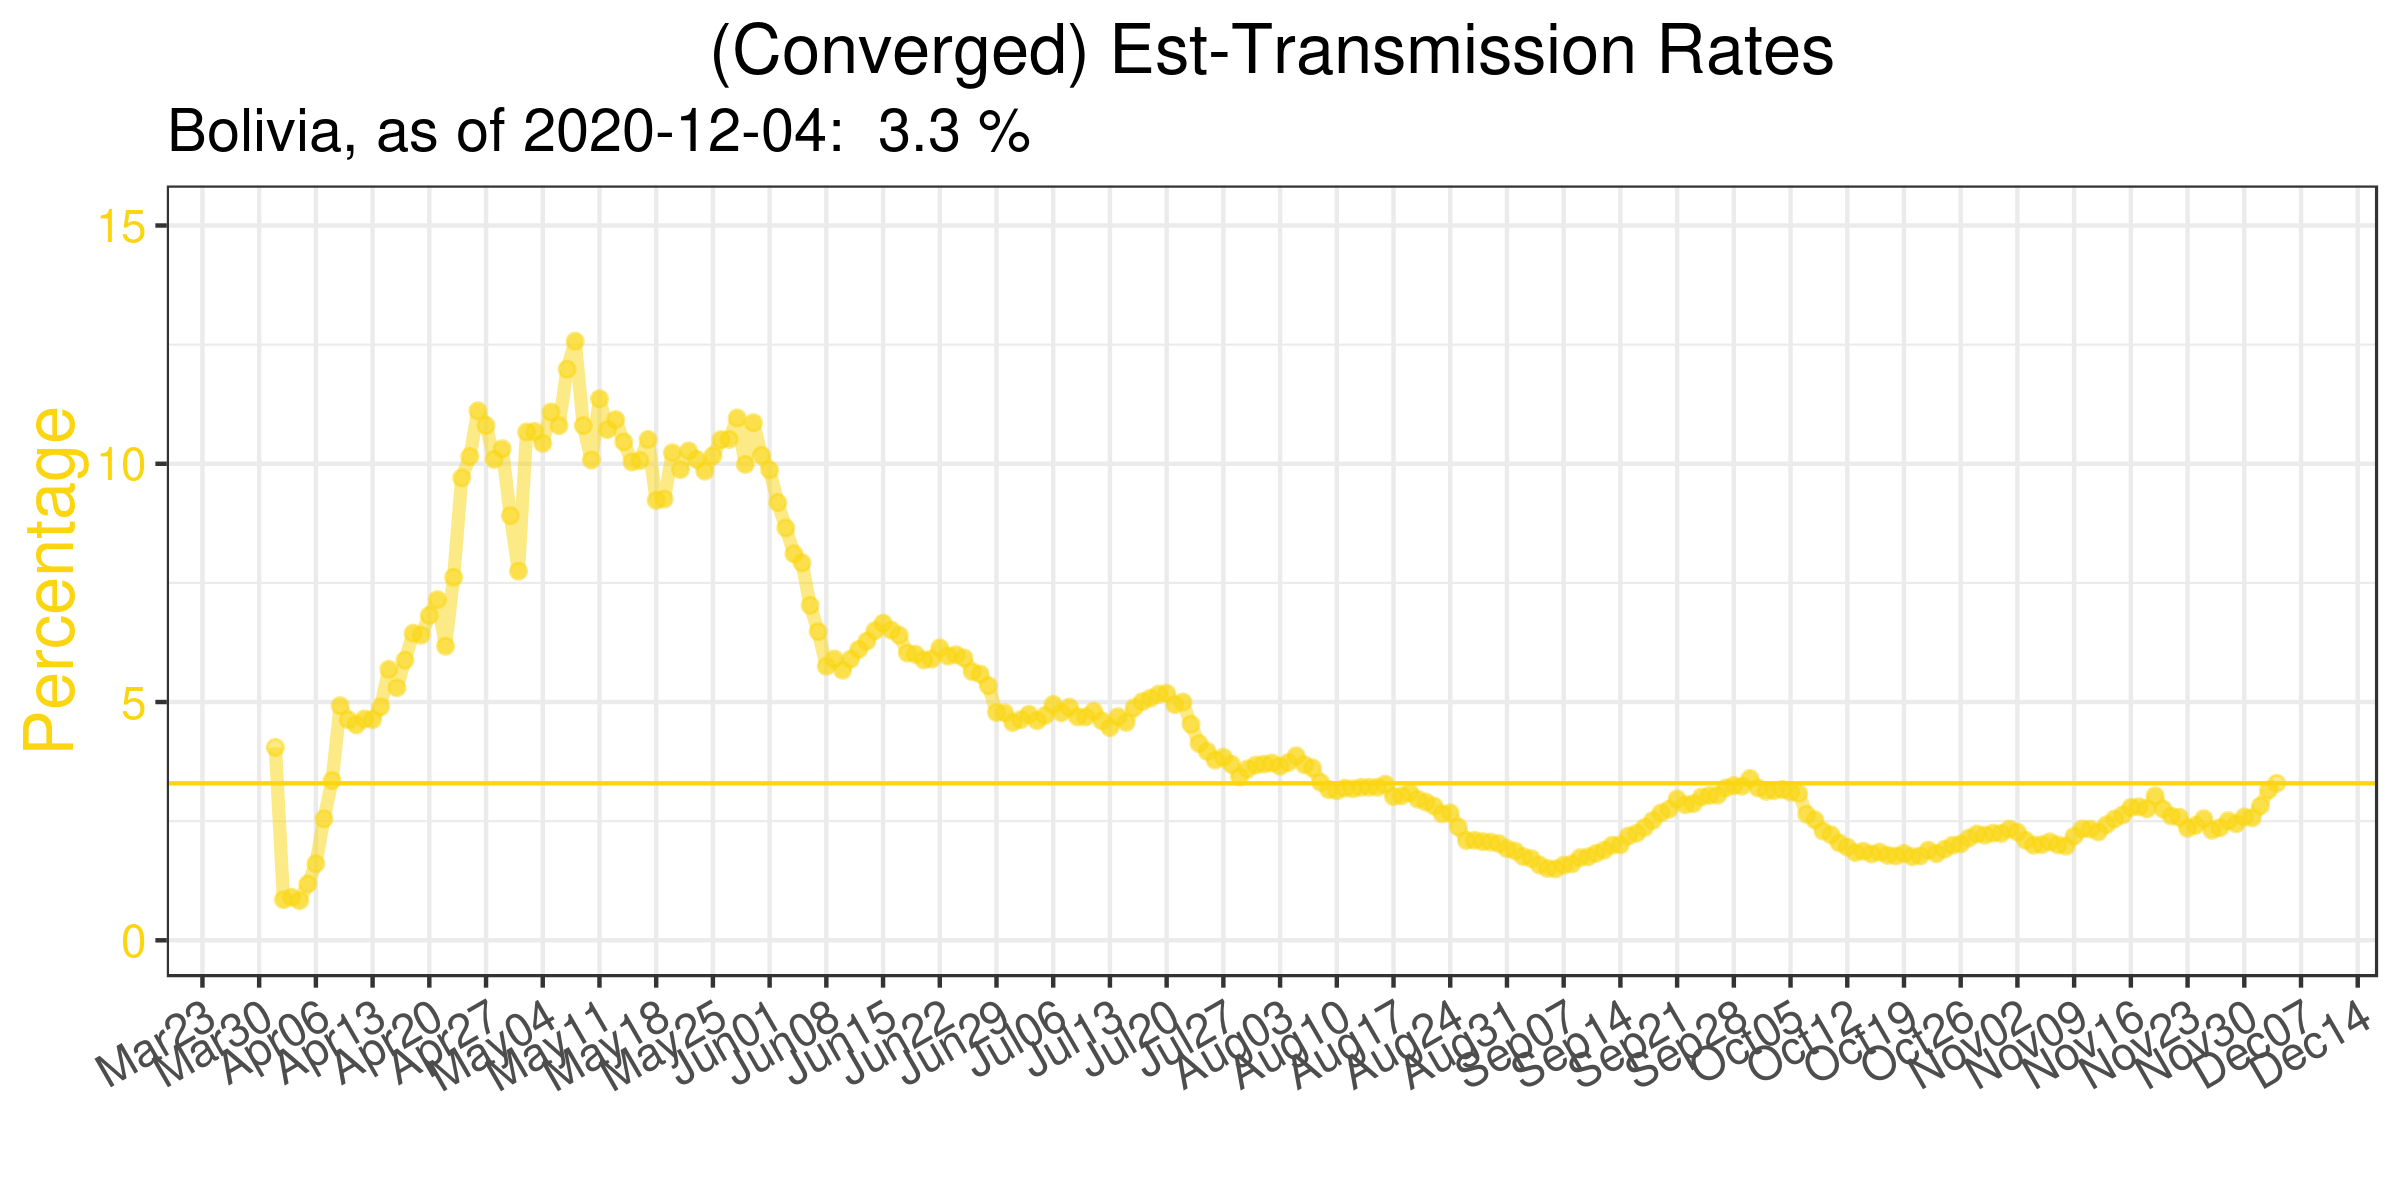 (Converged) Est-Transmission Rates
Bolivia, as of 2020-12-04:  3.3 %
Percentage
15
10
5
0
Mar23
Mar30
Apr06
Apr13
Apr20
Apr27
May04
May11
May18
May25
Jun01
Jun08
Jun15
Jun22
Jun29
Jul06
Jul13
Jul20
Jul27
Aug03
Aug10
Aug17
Aug24
Aug31
Sep07
Sep14
Sep21
Sep28
Oct05
Oct12
Oct19
Oct26
Nov02
Nov09
Nov16
Nov23
Nov30
Dec07
Dec14